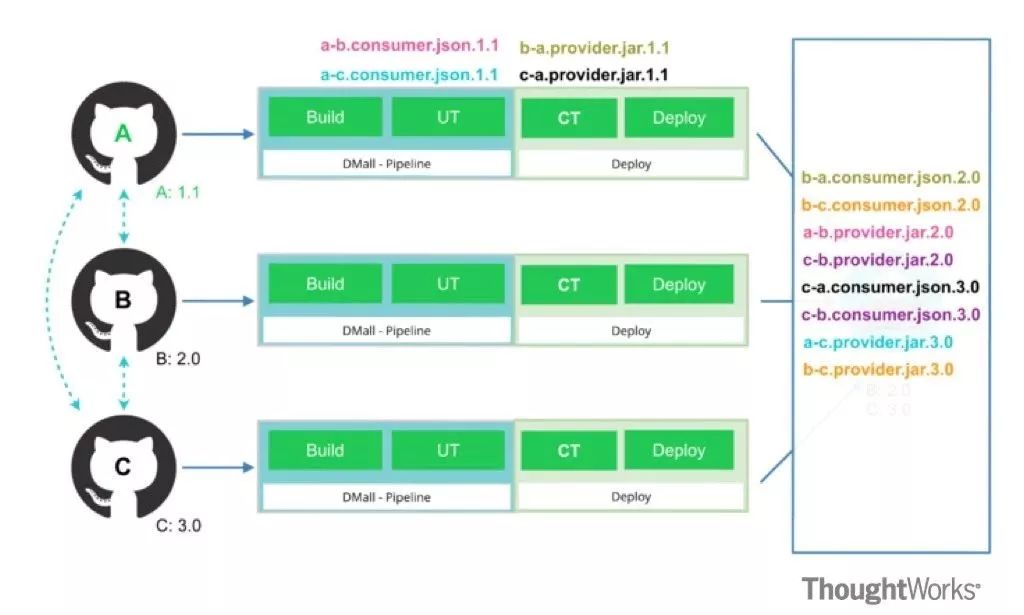 a-b.consumer.json.1.1
b-a.provider.jar.1.1
a-c.consumer.json.1.1
c-a.provider.jar.1.1
A
Build
UT
CT
Deploy
DMall - Pipeline
Deploy
A: 1.1
b-a.consumer.json.2.0
b-c.consumer.json.2.0
a-b.provider.jar.2.0
c-b.provider.jar.2.0
c-a.consumer.json.3.0
c-b.consumer.json.3.0
a-c.provider.jar.3.0
b-c.provider.jar.3.0
B: 2.0
C: 3.0
B
Build
UT
CT
Deploy
DMall - Pipeline
Deploy
B: 2.0
C
Build
UT
CT
Deploy
DMall - Pipeline
Deploy
C: 3.0
ThoughtWorks®